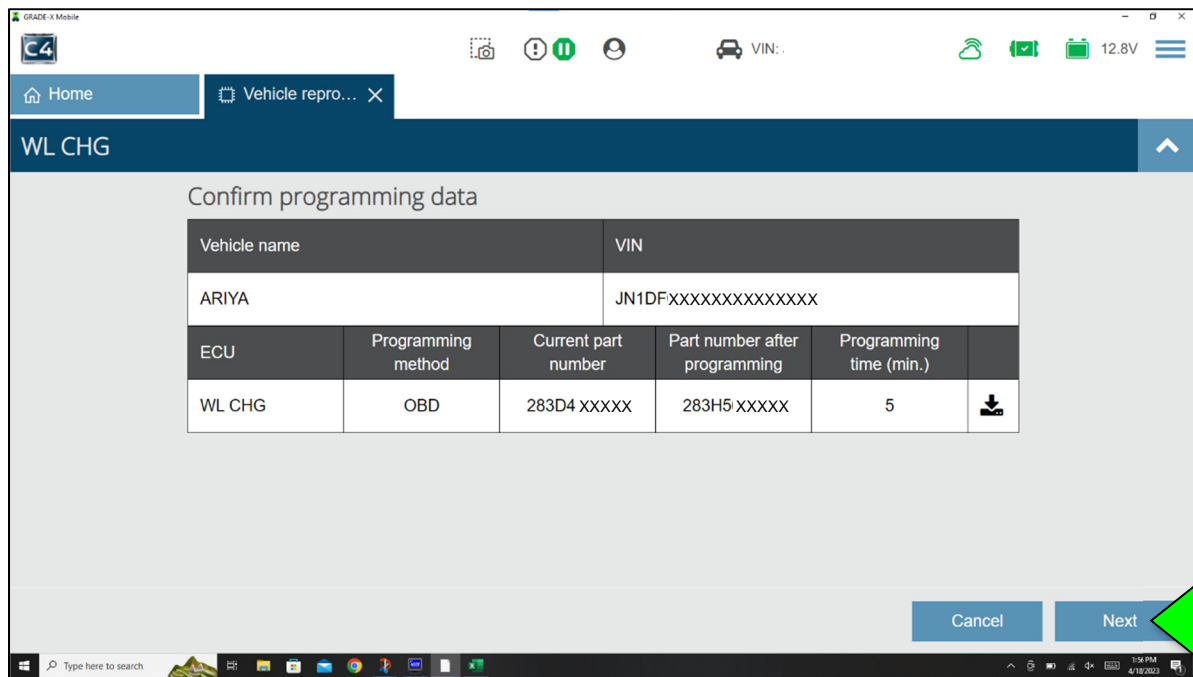 GRADE-X Mobile
C4
VIN:
12.8V
Home
Vehicle repro...
WL CHG
Confirm programming data
Vehicle name VIN
ARIYA JN1DFXXXXXXXXXXXXXX
ECU Programming method Current part number Part number after programming Programming time (min.)
WL CHG OBD 283D4 XXXXX 283H5 XXXXX 5
Cancel Next
Type here to search
1:56 PM
4/18/2023